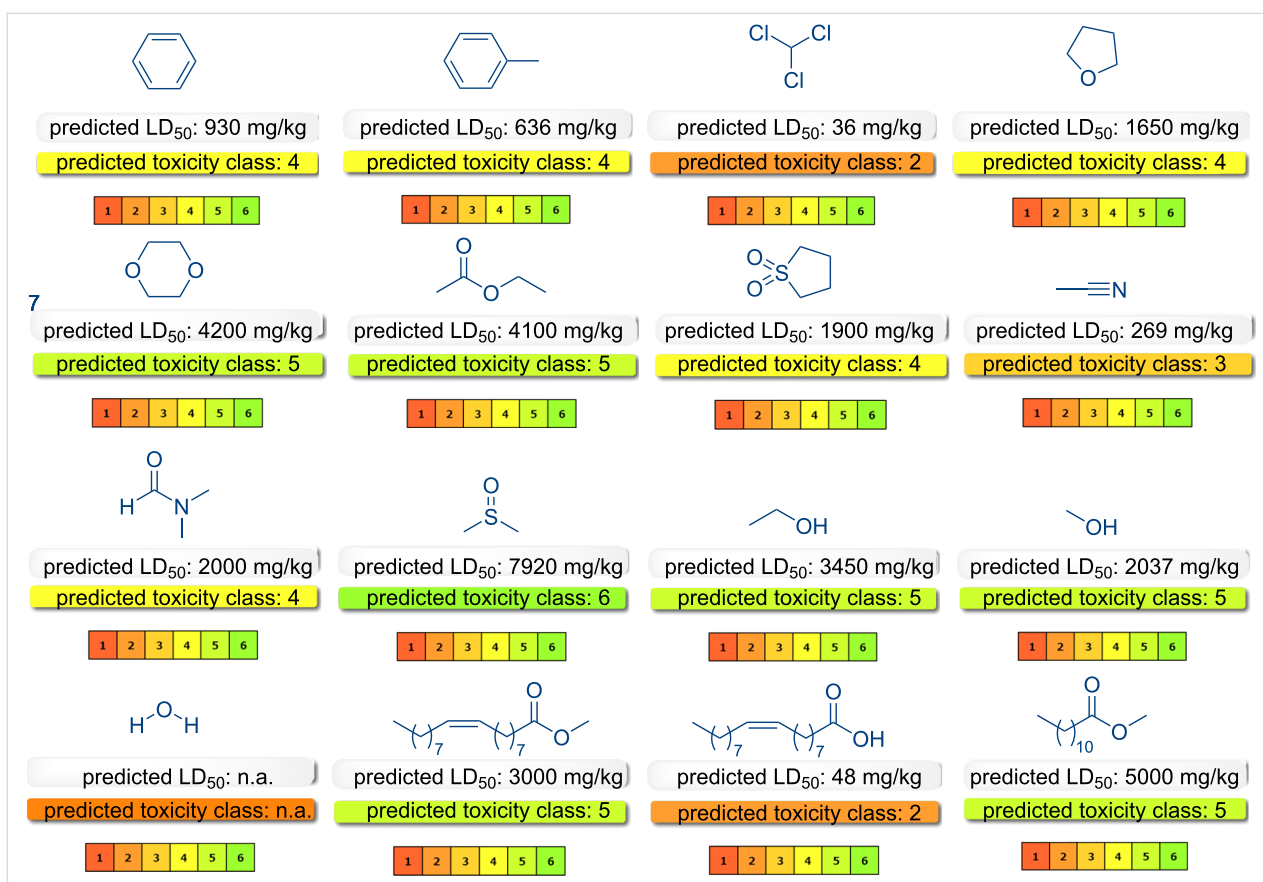 Cl Cl
Cl
O
predicted LD50: 930 mg/kg
predicted toxicity class: 4
1 2 3 4 5 6
predicted LD50: 636 mg/kg
predicted toxicity class: 4
1 2 3 4 5 6
predicted LD50: 36 mg/kg
predicted toxicity class: 2
1 2 3 4 5 6
predicted LD50: 1650 mg/kg
predicted toxicity class: 4
1 2 3 4 5 6
7
O O
predicted LD50: 4200 mg/kg
predicted toxicity class: 5
1 2 3 4 5 6
O
O
predicted LD50: 4100 mg/kg
predicted toxicity class: 5
1 2 3 4 5 6
O
S
O
predicted LD50: 1900 mg/kg
predicted toxicity class: 4
1 2 3 4 5 6
N
predicted LD50: 269 mg/kg
predicted toxicity class: 3
1 2 3 4 5 6
O
H N
predicted LD50: 2000 mg/kg
predicted toxicity class: 4
1 2 3 4 5 6
O
S
predicted LD50: 7920 mg/kg
predicted toxicity class: 6
1 2 3 4 5 6
OH
predicted LD50: 3450 mg/kg
predicted toxicity class: 5
1 2 3 4 5 6
OH
predicted LD50: 2037 mg/kg
predicted toxicity class: 5
1 2 3 4 5 6
H O H
predicted LD50: n.a.
predicted toxicity class: n.a.
1 2 3 4 5 6
O
O
( )7 ( )7
predicted LD50: 3000 mg/kg
predicted toxicity class: 5
1 2 3 4 5 6
O
OH
( )7 ( )7
predicted LD50: 48 mg/kg
predicted toxicity class: 2
1 2 3 4 5 6
O
O
( )10
predicted LD50: 5000 mg/kg
predicted toxicity class: 5
1 2 3 4 5 6